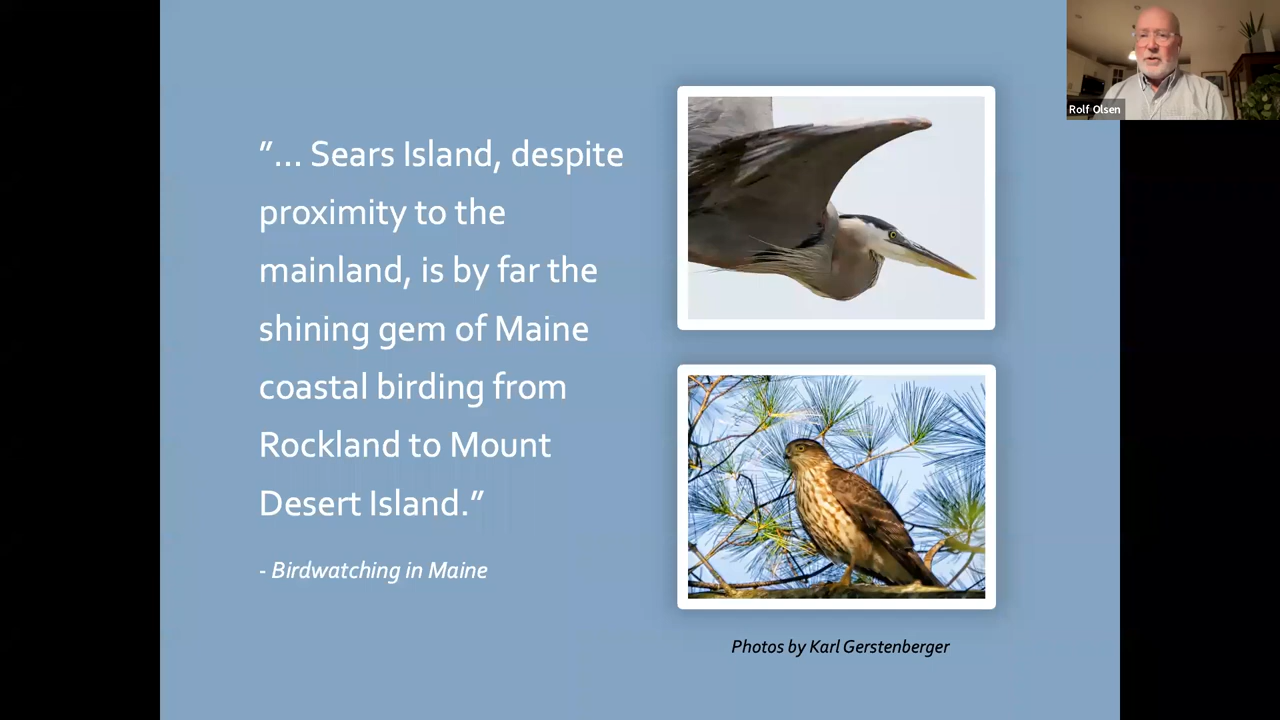 "... Sears Island, despite
proximity to the
mainland, is by far the
shining gem of Maine
coastal birding from
Rockland to Mount
Desert Island."
- Birdwatching in Maine
Photos by Karl Gerstenberger
Rolf Olsen